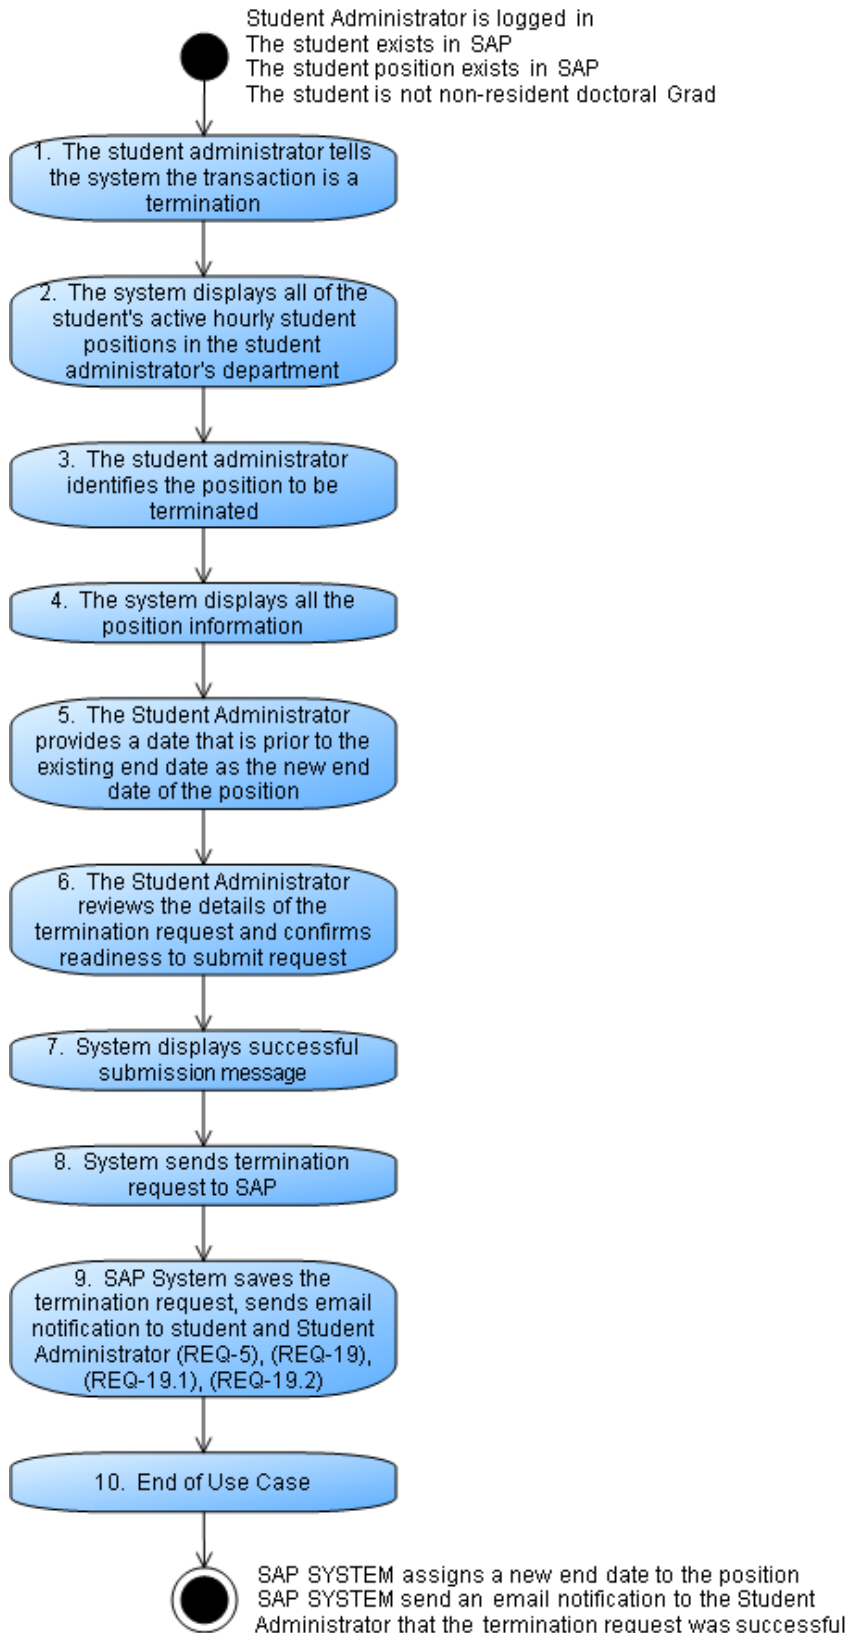 Student Administrator is logged in
The student exists in SAP
The student position exists in SAP
The student is not non-resident doctoral Grad
1. The student administrator tells
the system the transaction is a
termination
2. The system displays all of the
student's active hourly student
positions in the student
administrator's department
3. The student administrator
identifies the position to be
terminated
4. The system displays all the
position information
5. The Student Administrator
provides a date that is prior to the
existing end date as the new end
date of the position
6. The Student Administrator
reviews the details of the
termination request and confirms
readiness to submit request
7. System displays successful
submission message
8. System sends termination
request to SAP
9. SAP System saves the
termination request, sends email
notification to student and Student
Administrator (REQ-5), (REQ-19),
(REQ-19.1), (REQ-19.2)
10. End of Use Case
SAP SYSTEM assigns a new end date to the position
SAP SYSTEM send an email notification to the Student
Administrator that the termination request was successful